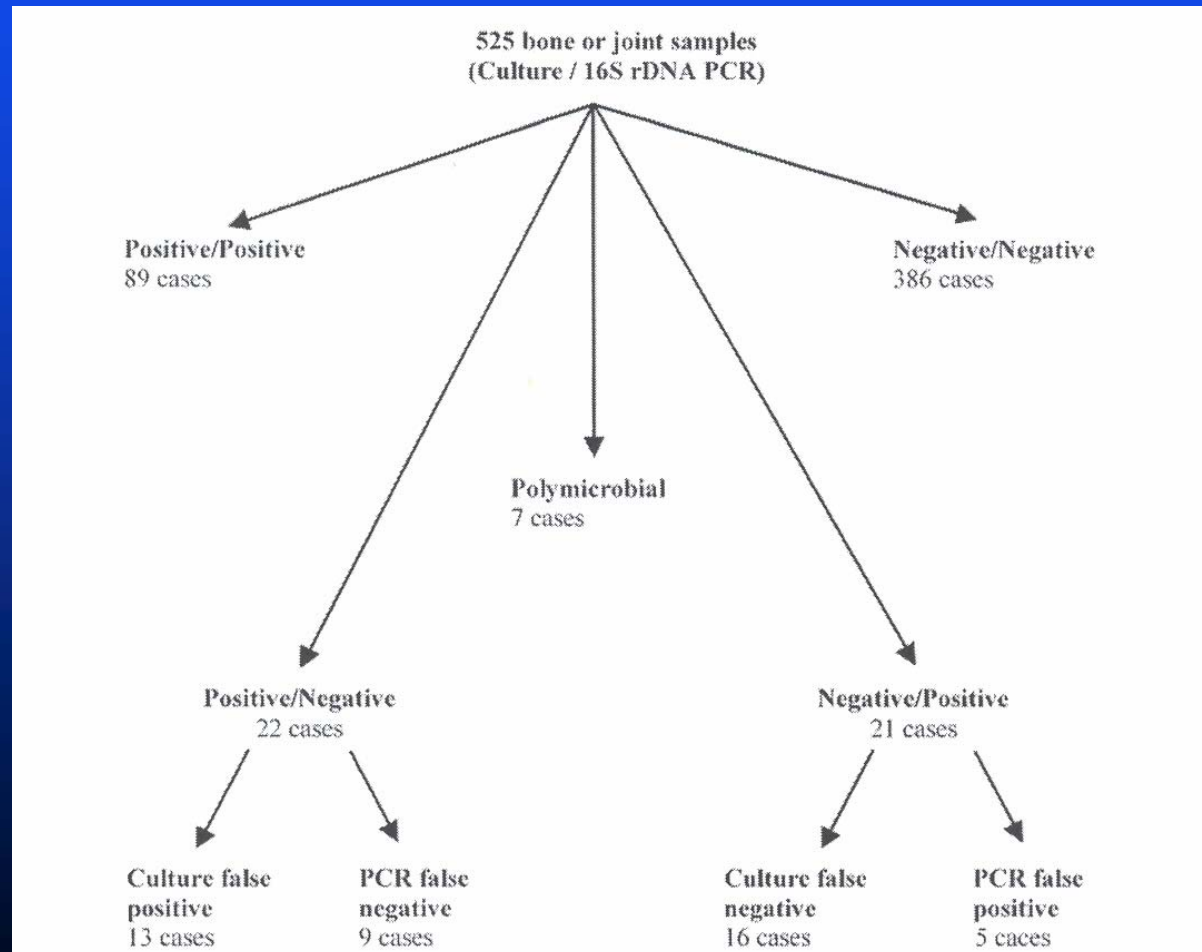 525 bone or joint samples
(Culture / 16S rDNA PCR)
Positive/Positive
89 cases
Negative/Negative
386 cases
Polymicrobial
7 cases
Positive/Negative
22 cases
Negative/Positive
21 cases
Culture false
positive
13 cases
PCR false
negative
9 cases
Culture false
negative
16 cases
PCR false
positive
5 caces